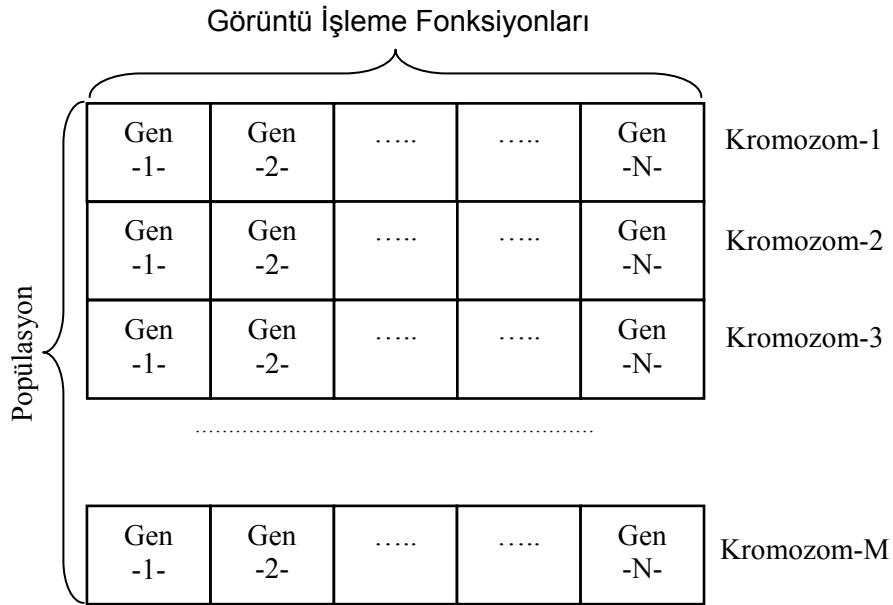 Görüntü İşleme Fonksiyonları
Gen Gen ..... ..... Gen Kromozom-1
-1- -2- -N-
Gen Gen ..... ..... Gen Kromozom-2
-1- -2- -N-
Gen Gen ..... ..... Gen Kromozom-3
-1- -2- -N-
Popülasyon
Gen Gen ..... ..... Gen Kromozom-M
-1- -2- -N-